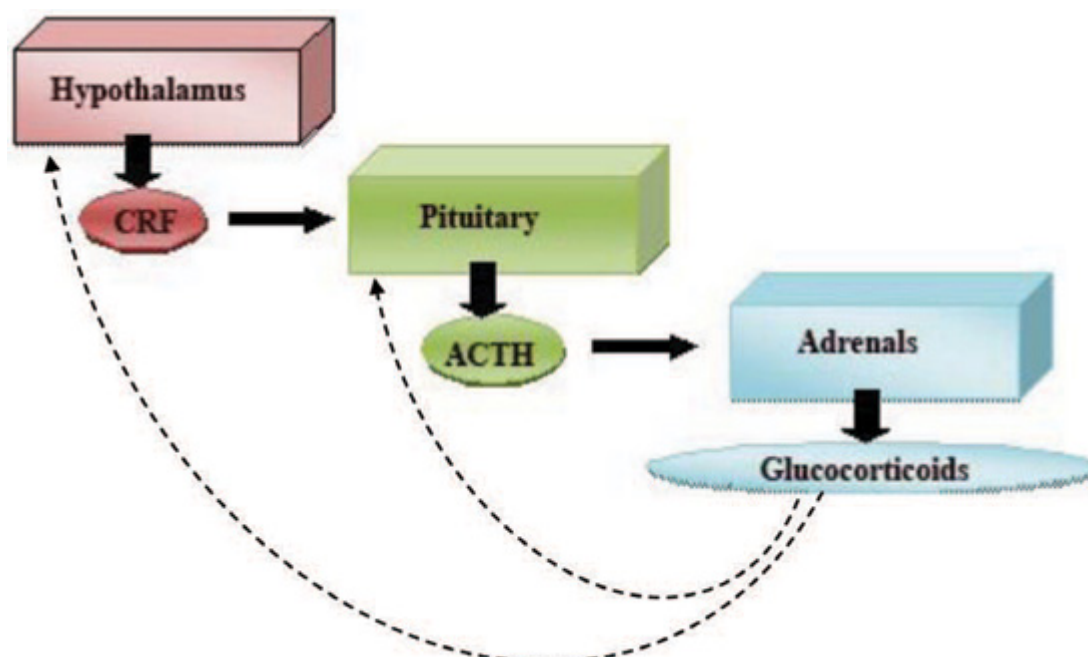 Hypothalamus
CRF
Pituitary
ACTH
Adrenals
Glucocorticoids